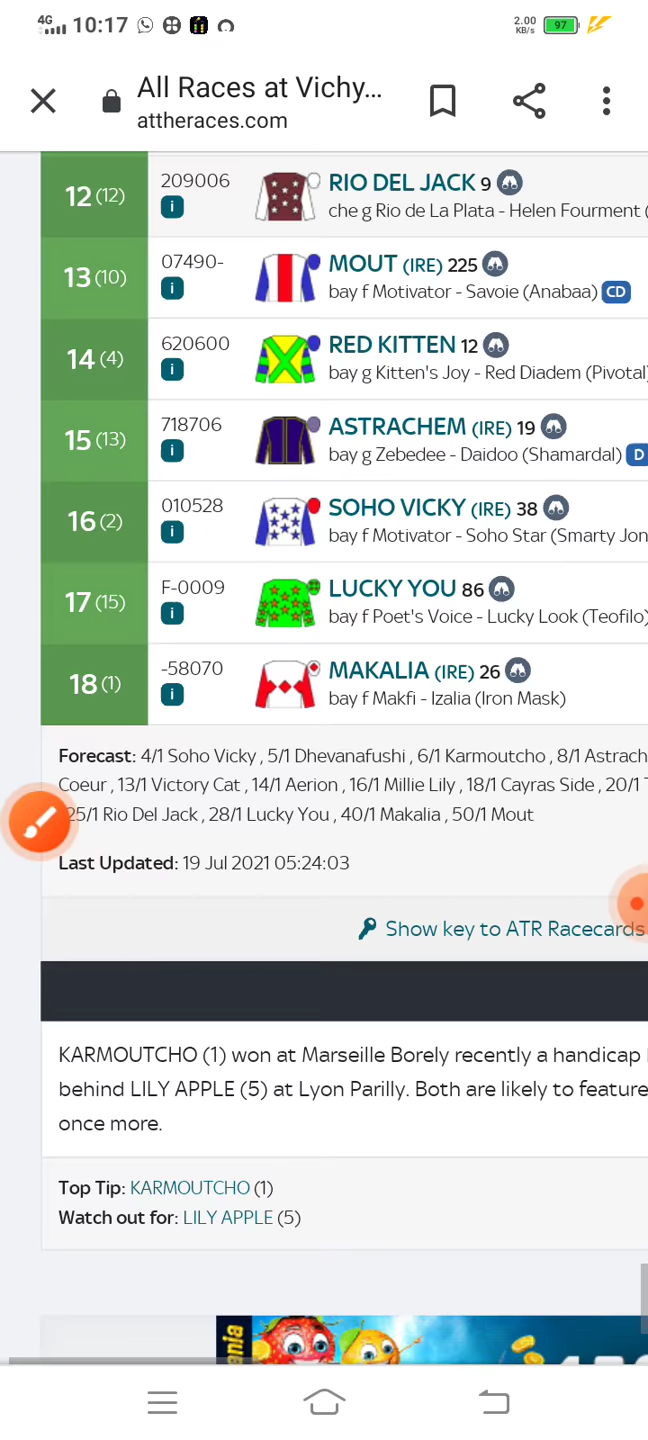 4G 10:17 2.00 KB/s 97
All Races at Vichy...
attheraces.com
12 (12) 209006 RIO DEL JACK 9
i che g Rio de La Plata - Helen Fourment (
13 (10) 07490- MOUT (IRE) 225
i bay f Motivator - Savoie (Anabaa) CD
14 (4) 620600 RED KITTEN 12
i bay g Kitten's Joy - Red Diadem (Pivotal)
15 (13) 718706 ASTRACHEM (IRE) 19
i bay g Zebedee - Daidoo (Shamardal) D
16 (2) 010528 SOHO VICKY (IRE) 38
i bay f Motivator - Soho Star (Smarty Jon
17 (15) F-0009 LUCKY YOU 86
i bay f Poet's Voice - Lucky Look (Teofilo)
18 (1) -58070 MAKALIA (IRE) 26
i bay f Makfi - Izalia (Iron Mask)
Forecast: 4/1 Soho Vicky , 5/1 Dhevanafushi , 6/1 Karmoutcho , 8/1 Astrach
Coeur , 13/1 Victory Cat , 14/1 Aerion , 16/1 Millie Lily , 18/1 Cayras Side , 20/1 T
25/1 Rio Del Jack , 28/1 Lucky You , 40/1 Makalia , 50/1 Mout
Last Updated: 19 Jul 2021 05:24:03
Show key to ATR Racecards
KARMOUTCHO (1) won at Marseille Borely recently a handicap
behind LILY APPLE (5) at Lyon Parilly. Both are likely to feature
once more.
Top Tip: KARMOUTCHO (1)
Watch out for: LILY APPLE (5)